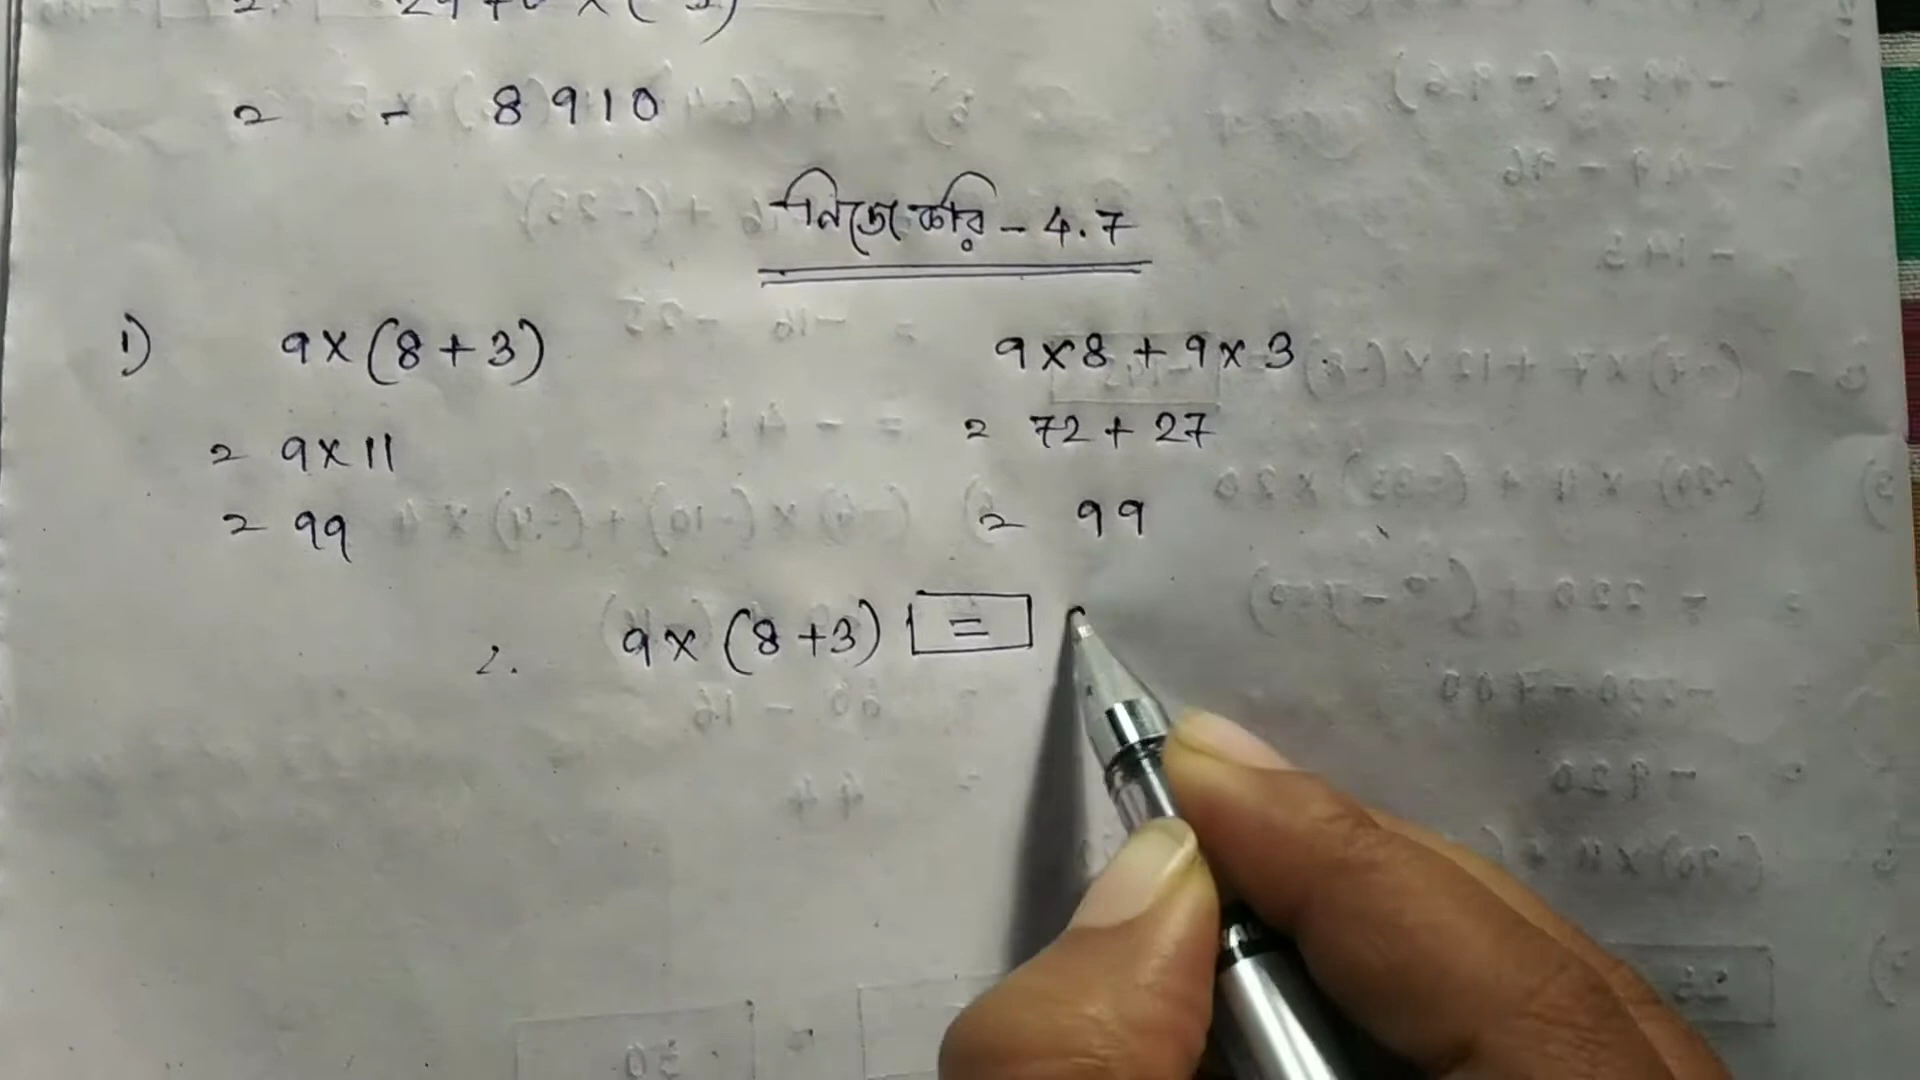 = - 8910
নিজে করি - 4.7
1) 9×(8+3) 9×8 + 9×3
= 9×11 = 72 + 27
= 99 = 99
∴ 9×(8+3) =